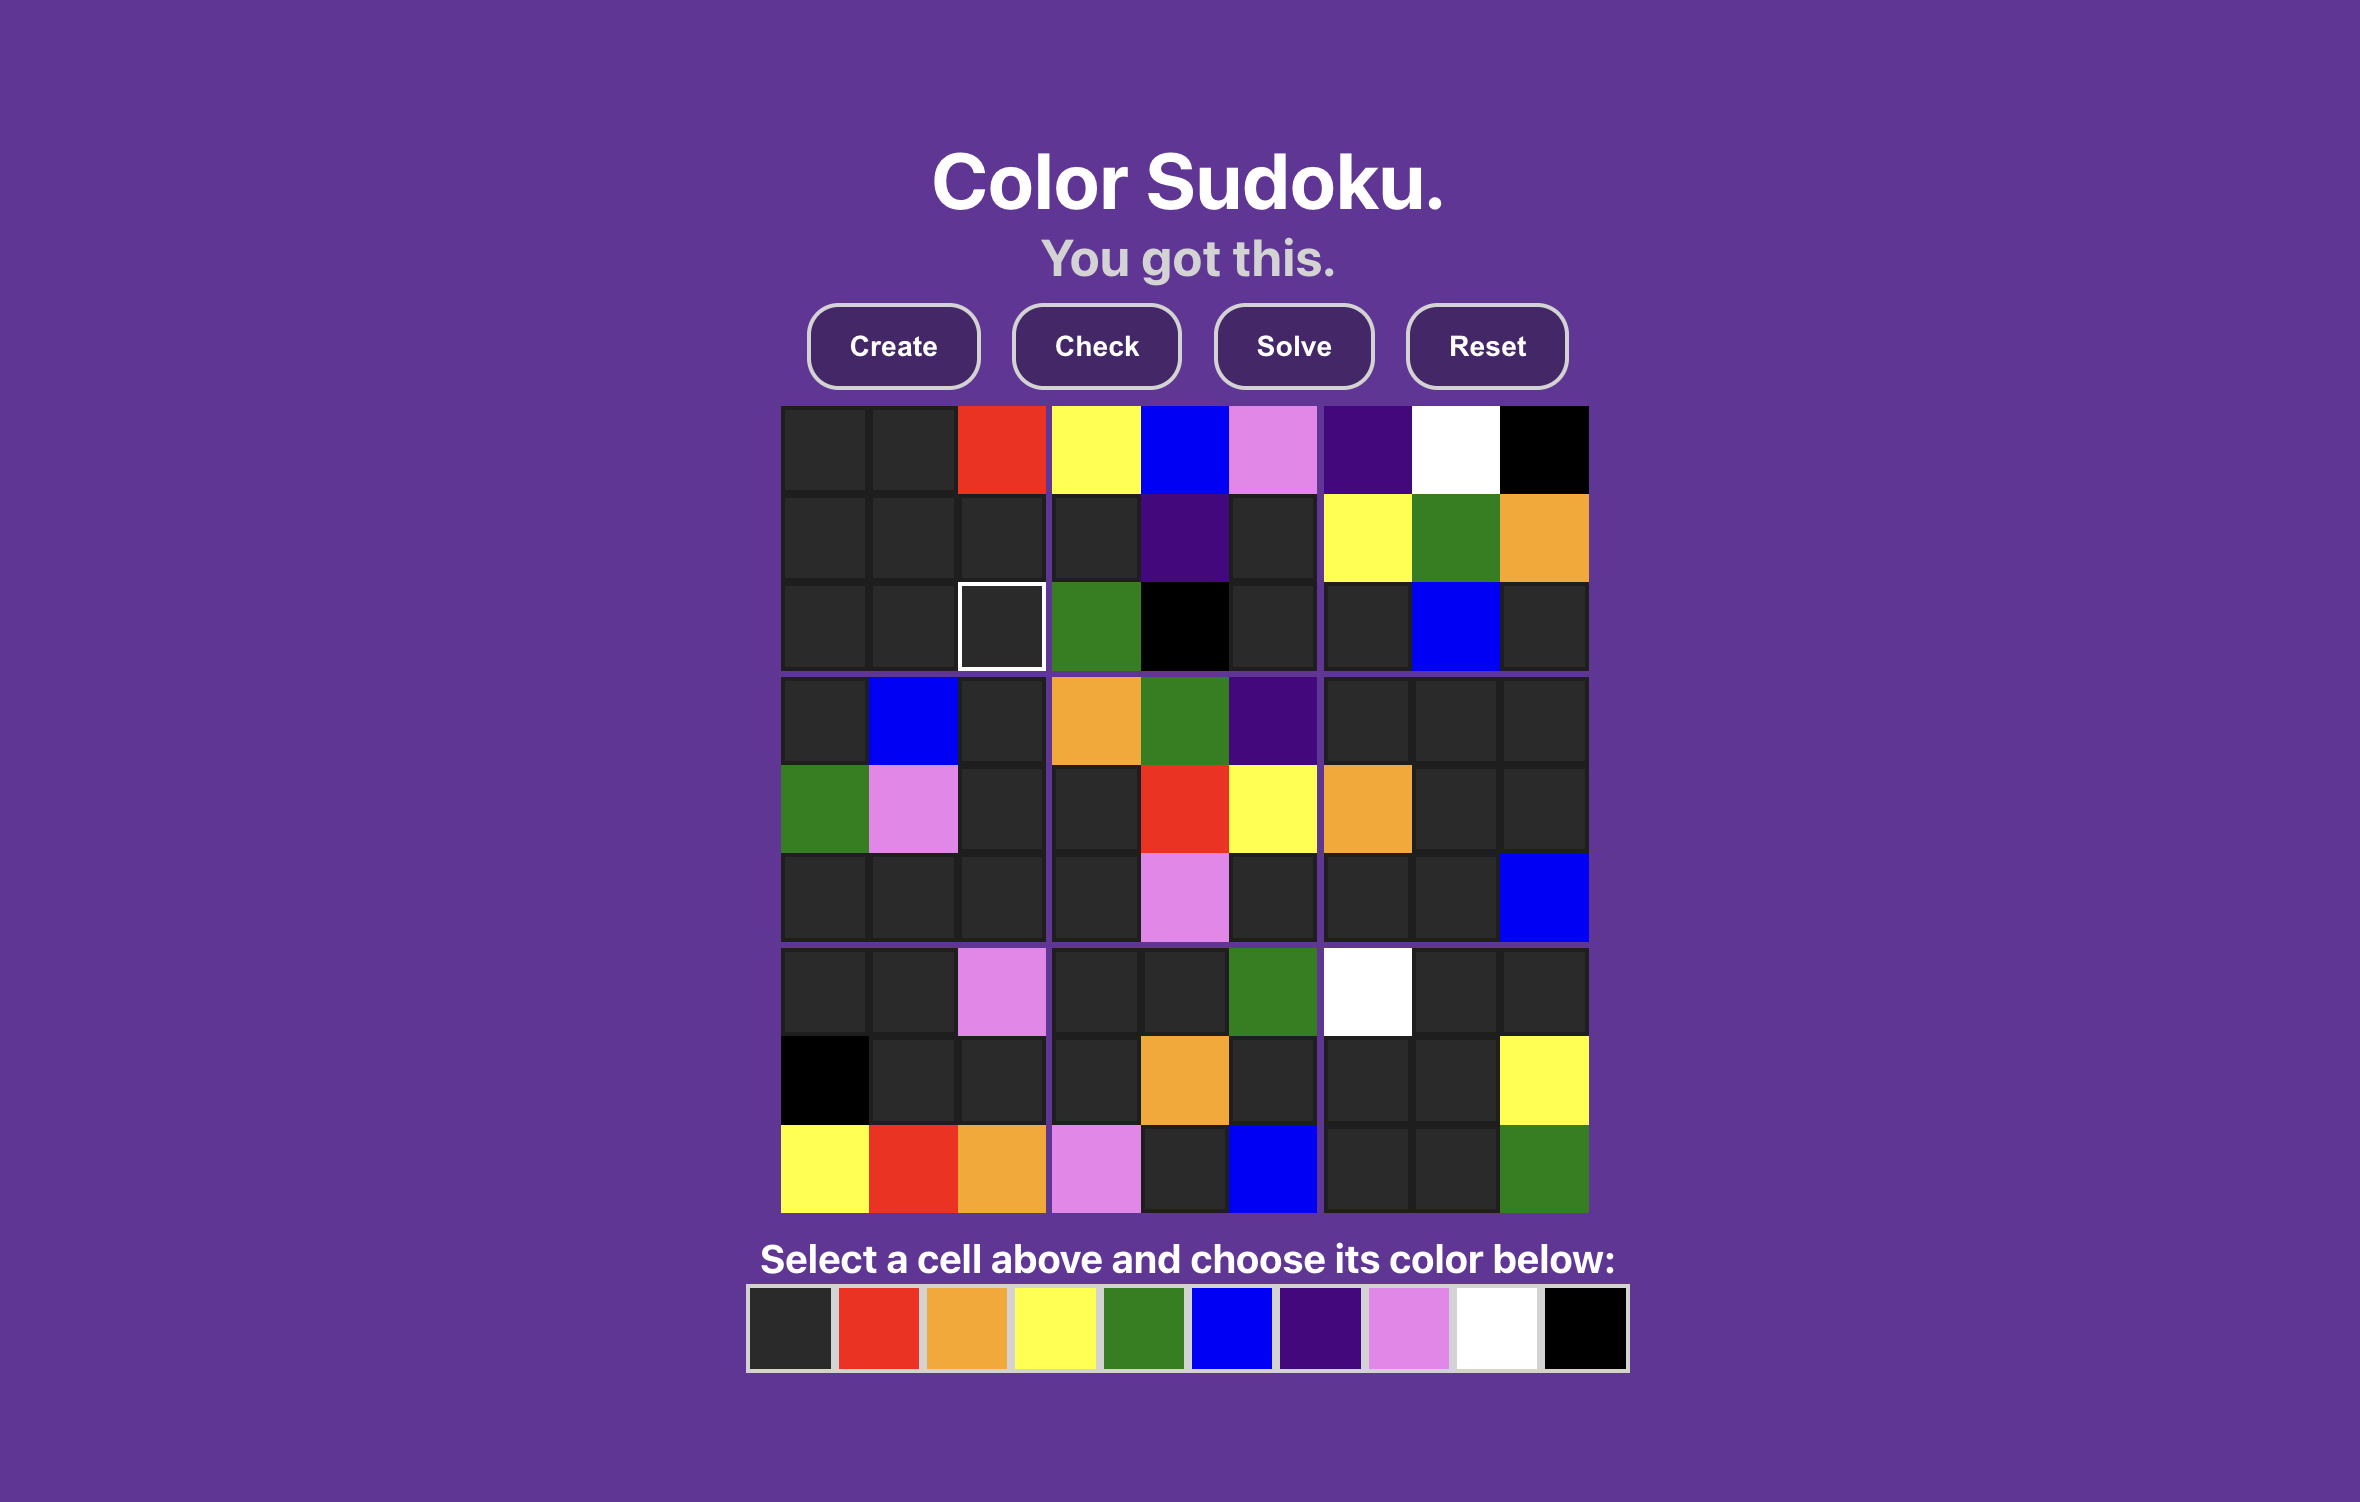 Color Sudoku.
You got this.
Create Check Solve Reset
Select a cell above and choose its color below: